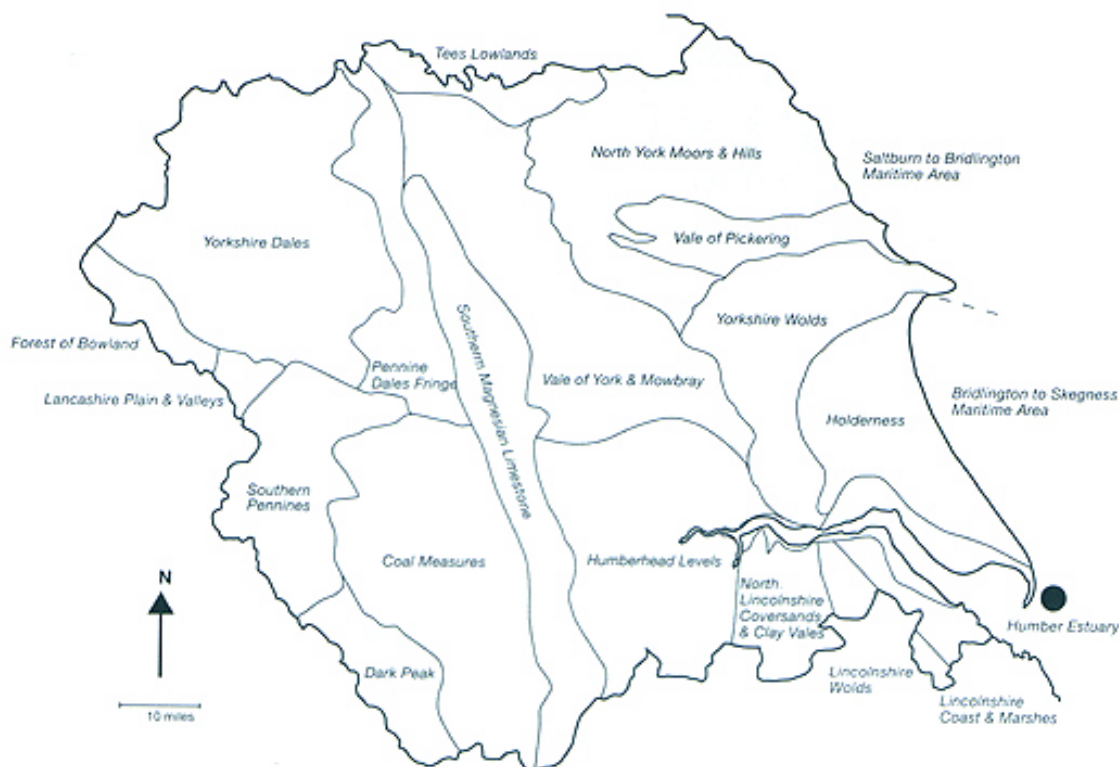 Tees Lowlands
North York Moors & Hills
Saltburn to Bridlington
Maritime Area
Yorkshire Dales
Vale of Pickering
Yorkshire Wolds
Forest of Bowland
Southern Magnesian Limestone
Pennine
Dales Fringe
Vale of York & Mowbray
Lancashire Plain & Valleys
Bridlington to Skegness
Maritime Area
Holderness
Southern
Pennines
Coal Measures
Humberhead Levels
N
North
Lincolnshire
Coversands
& Clay Vales
Humber Estuary
Dark Peak
Lincolnshire
Wolds
Lincolnshire
Coast & Marshes
10 miles